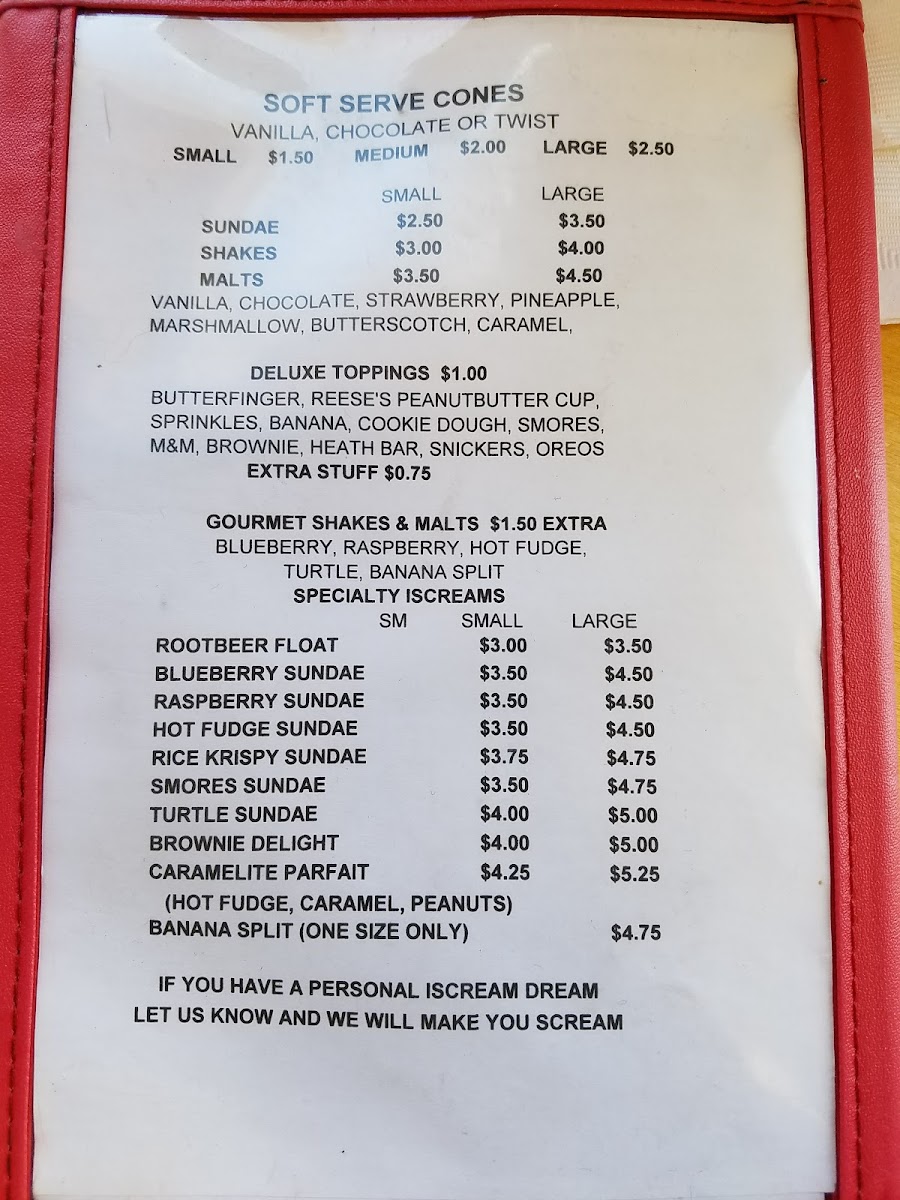 SOFT SERVE CONES
VANILLA, CHOCOLATE OR TWIST
SMALL $1.50 MEDIUM $2.00 LARGE $2.50
SMALL LARGE
SUNDAE $2.50 $3.50
SHAKES $3.00 $4.00
MALTS $3.50 $4.50
VANILLA, CHOCOLATE, STRAWBERRY, PINEAPPLE,
MARSHMALLOW, BUTTERSCOTCH, CARAMEL,
DELUXE TOPPINGS $1.00
BUTTERFINGER, REESE'S PEANUTBUTTER CUP,
SPRINKLES, BANANA, COOKIE DOUGH, SMORES,
M&M, BROWNIE, HEATH BAR, SNICKERS, OREOS
EXTRA STUFF $0.75
GOURMET SHAKES & MALTS $1.50 EXTRA
BLUEBERRY, RASPBERRY, HOT FUDGE,
TURTLE, BANANA SPLIT
SPECIALTY ISCREAMS
SM SMALL LARGE
ROOTBEER FLOAT $3.00 $3.50
BLUEBERRY SUNDAE $3.50 $4.50
RASPBERRY SUNDAE $3.50 $4.50
HOT FUDGE SUNDAE $3.50 $4.50
RICE KRISPY SUNDAE $3.75 $4.75
SMORES SUNDAE $3.50 $4.75
TURTLE SUNDAE $4.00 $5.00
BROWNIE DELIGHT $4.00 $5.00
CARAMELITE PARFAIT $4.25 $5.25
(HOT FUDGE, CARAMEL, PEANUTS)
BANANA SPLIT (ONE SIZE ONLY) $4.75
IF YOU HAVE A PERSONAL ISCREAM DREAM
LET US KNOW AND WE WILL MAKE YOU SCREAM